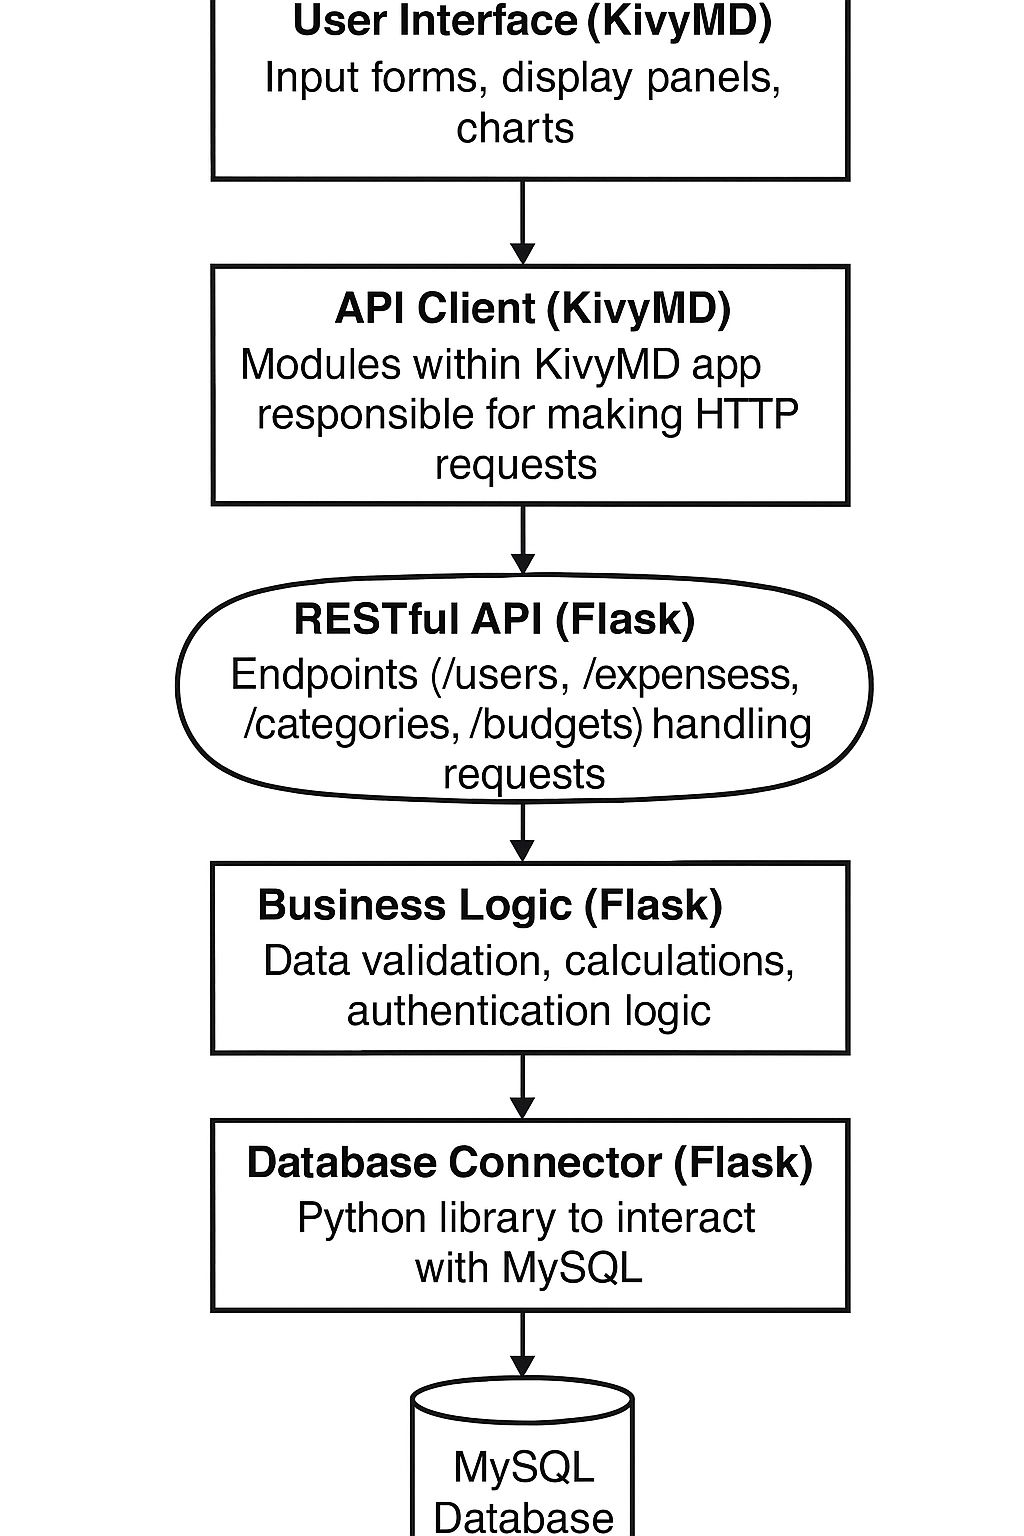 User Interface (KivyMD)
Input forms, display panels,
charts
API Client (KivyMD)
Modules within KivyMD app
responsible for making HTTP
requests
RESTful API (Flask)
Endpoints (/users, /expensess,
/categories, /budgets) handling
requests
Business Logic (Flask)
Data validation, calculations,
authentication logic
Database Connector (Flask)
Python library to interact
with MySQL
MySQL
Database